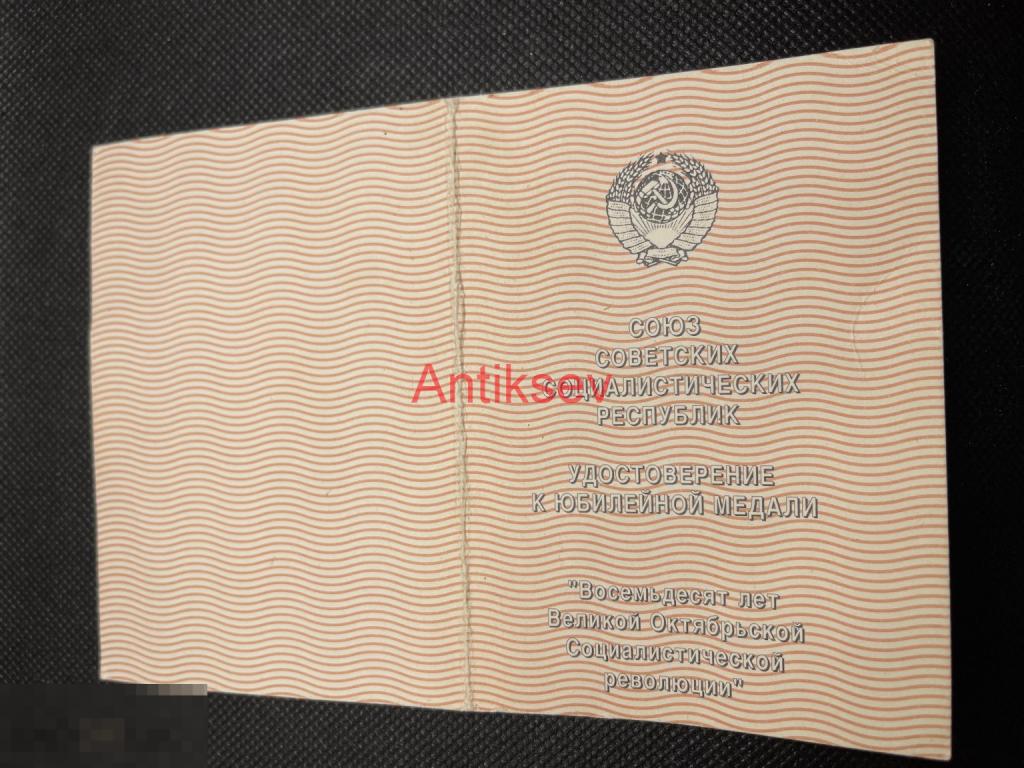 СОЮЗ
СОВЕТСКИХ
СОЦИАЛИСТИЧЕСКИХ
РЕСПУБЛИК
УДОСТОВЕРЕНИЕ
К ЮБИЛЕЙНОЙ МЕДАЛИ
"Восемьдесят лет
Великой Октябрьской
Социалистической
революции"
Antiksev